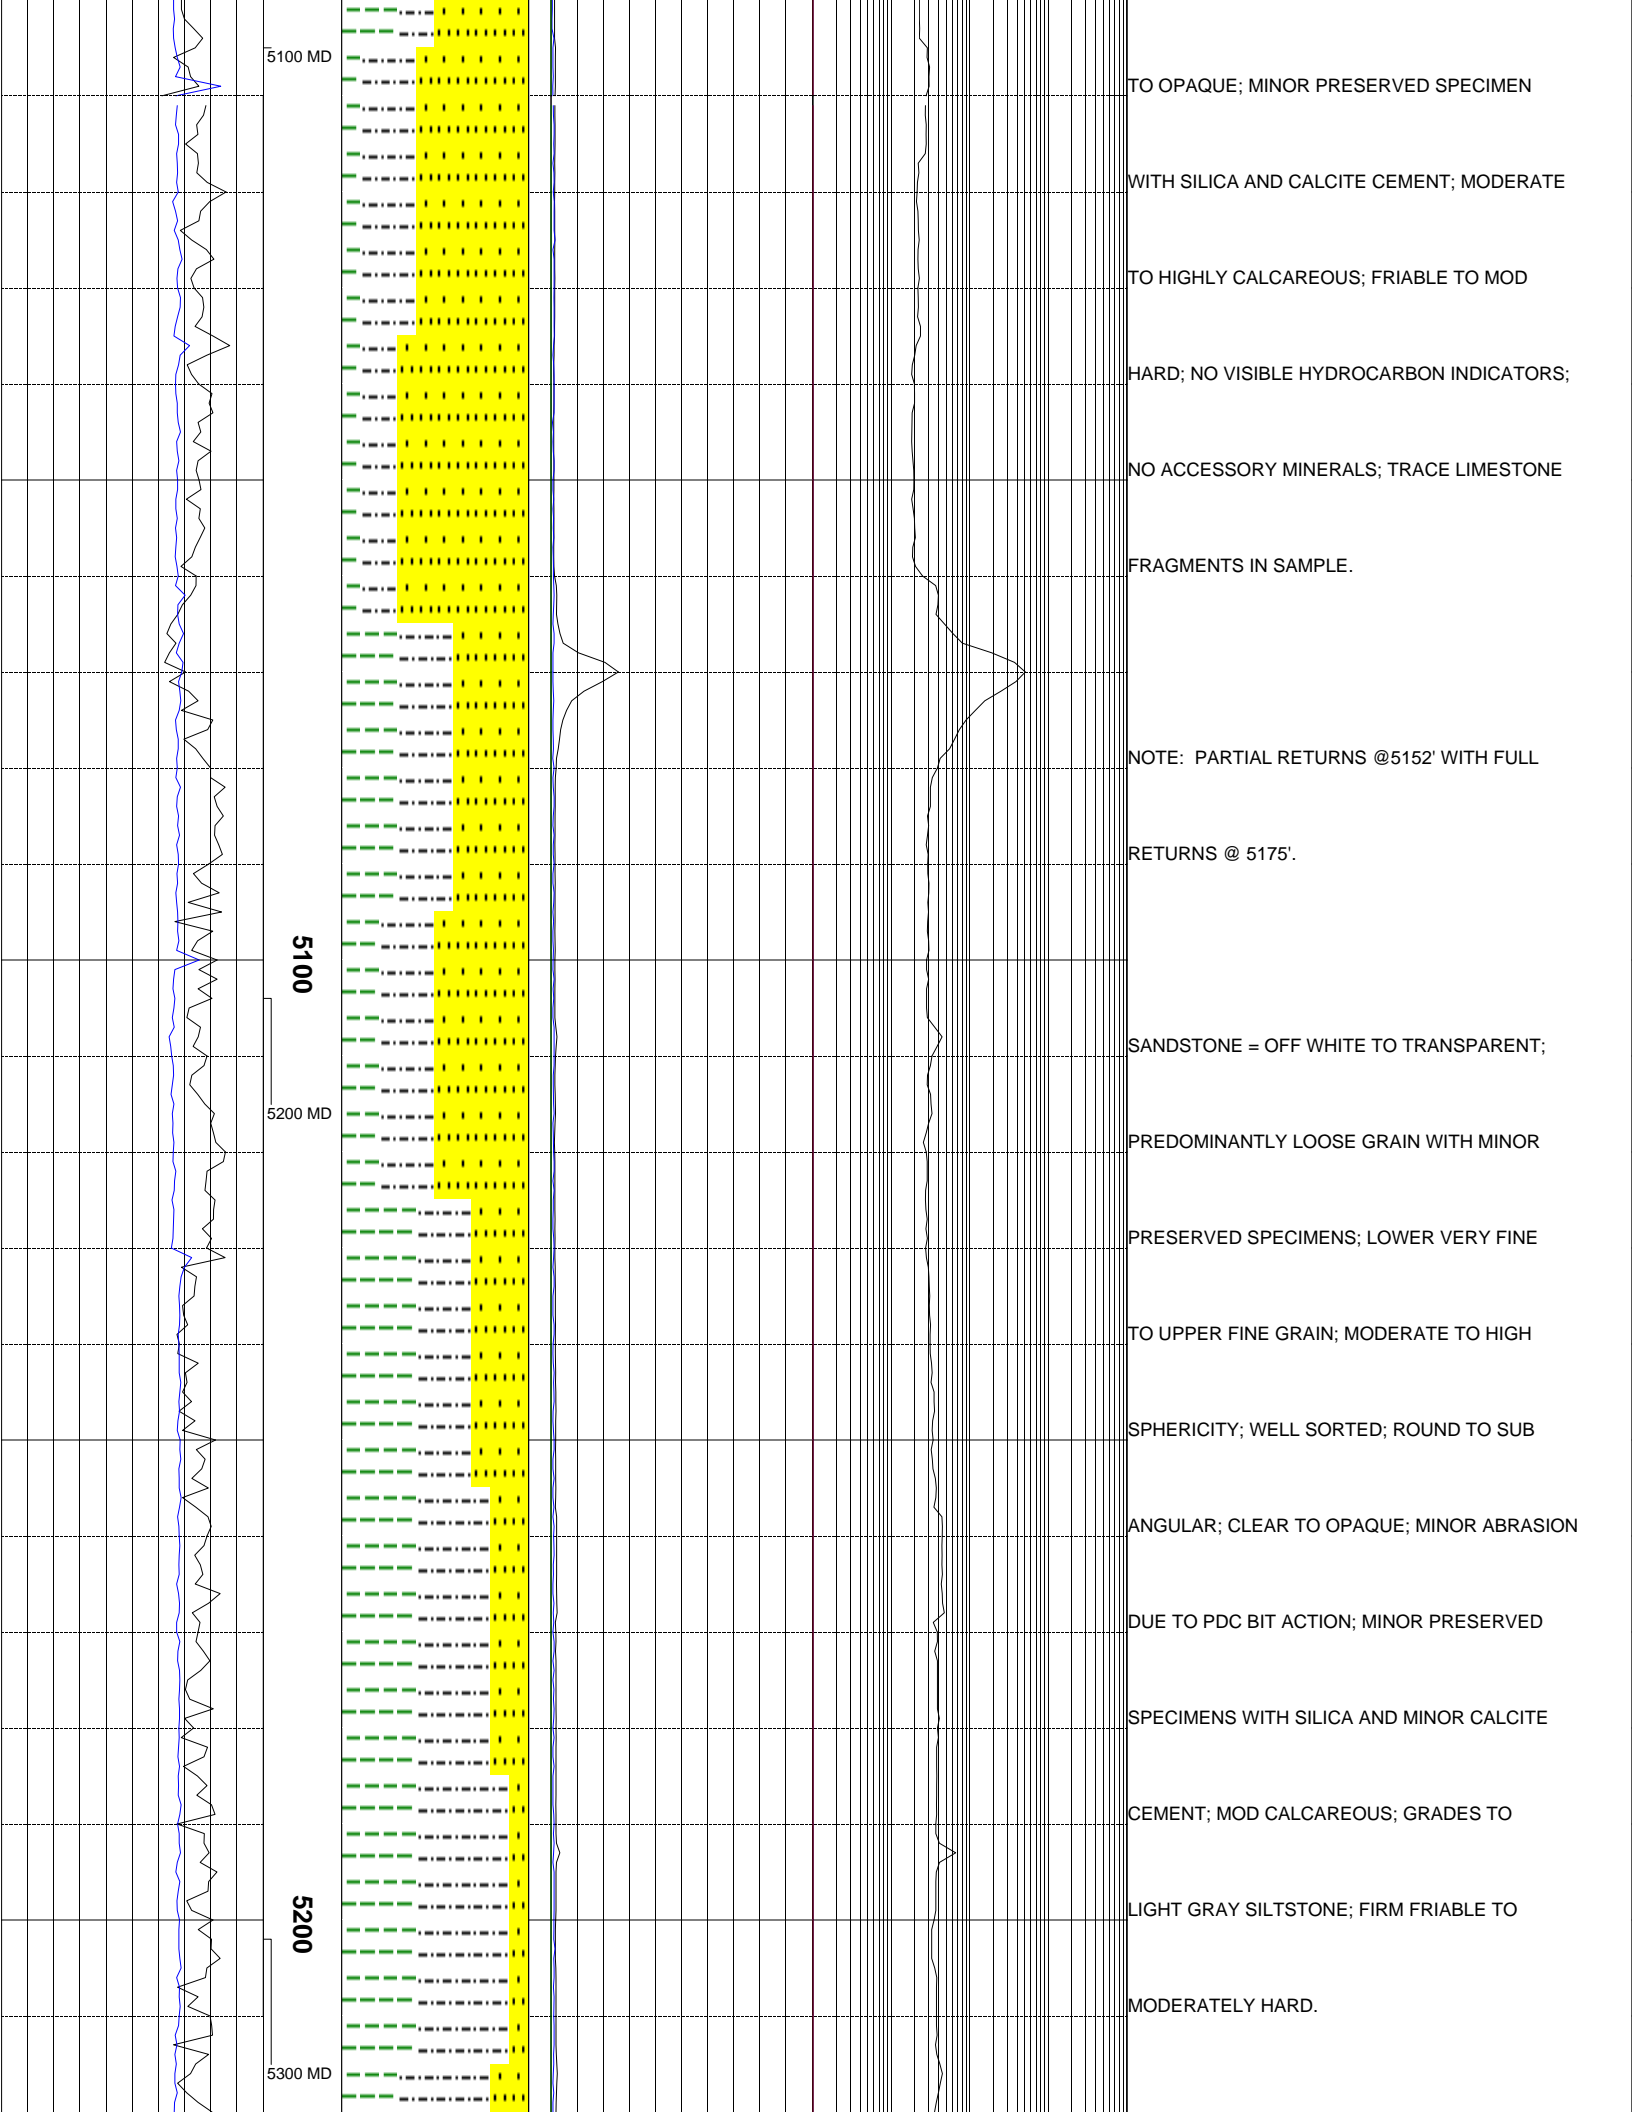 5100 MD
TO OPAQUE; MINOR PRESERVED SPECIMEN
WITH SILICA AND CALCITE CEMENT; MODERATE
TO HIGHLY CALCAREOUS; FRIABLE TO MOD
HARD; NO VISIBLE HYDROCARBON INDICATORS;
NO ACCESSORY MINERALS; TRACE LIMESTONE
FRAGMENTS IN SAMPLE.
NOTE:  PARTIAL RETURNS @5152' WITH FULL
RETURNS @ 5175'.
5100
SANDSTONE = OFF WHITE TO TRANSPARENT;
5200 MD
PREDOMINANTLY LOOSE GRAIN WITH MINOR
PRESERVED SPECIMENS; LOWER VERY FINE
TO UPPER FINE GRAIN; MODERATE TO HIGH
SPHERICITY; WELL SORTED; ROUND TO SUB
ANGULAR; CLEAR TO OPAQUE; MINOR ABRASION
DUE TO PDC BIT ACTION; MINOR PRESERVED
SPECIMENS WITH SILICA AND MINOR CALCITE
CEMENT; MOD CALCAREOUS; GRADES TO
LIGHT GRAY SILTSTONE; FIRM FRIABLE TO
5200
MODERATELY HARD.
5300 MD